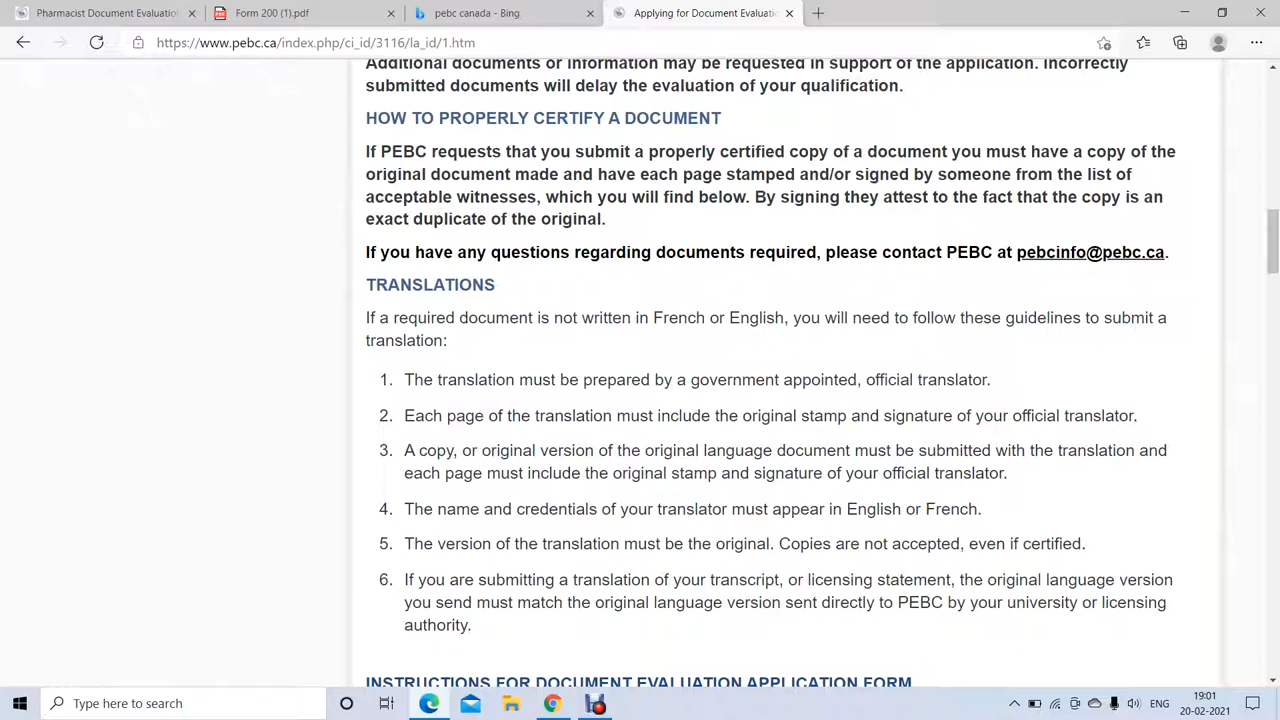 Pharmacist Document Evaluation
Form 200 (1).pdf
pebc canada - Bing
Applying for Document Evaluatio
https://www.pebc.ca/index.php/ci_id/3116/la_id/1.htm
Additional documents or information may be requested in support of the application. Incorrectly
submitted documents will delay the evaluation of your qualification.
HOW TO PROPERLY CERTIFY A DOCUMENT
If PEBC requests that you submit a properly certified copy of a document you must have a copy of the
original document made and have each page stamped and/or signed by someone from the list of
acceptable witnesses, which you will find below. By signing they attest to the fact that the copy is an
exact duplicate of the original.
If you have any questions regarding documents required, please contact PEBC at pebcinfo@pebc.ca.
TRANSLATIONS
If a required document is not written in French or English, you will need to follow these guidelines to submit a
translation:
1. The translation must be prepared by a government appointed, official translator.
2. Each page of the translation must include the original stamp and signature of your official translator.
3. A copy, or original version of the original language document must be submitted with the translation and
each page must include the original stamp and signature of your official translator.
4. The name and credentials of your translator must appear in English or French.
5. The version of the translation must be the original. Copies are not accepted, even if certified.
6. If you are submitting a translation of your transcript, or licensing statement, the original language version
you send must match the original language version sent directly to PEBC by your university or licensing
authority.
INSTRUCTIONS FOR DOCUMENT EVALUATION APPLICATION FORM
Type here to search
ENG
19:01
20-02-2021